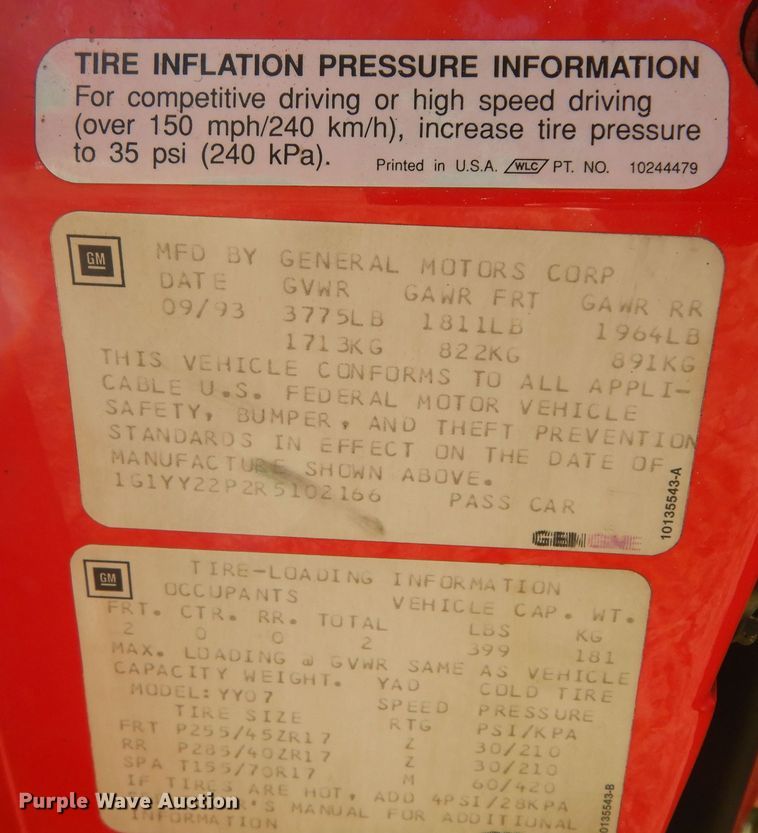 TIRE INFLATION PRESSURE INFORMATION
For competitive driving or high speed driving
(over 150 mph/240 km/h), increase tire pressure
to 35 psi (240 kPa).
Printed in U.S.A. WLC PT. NO. 10244479
GM
MFD BY GENERAL MOTORS CORP
DATE GVWR GAWR FRT GAWR RR
09/93 3775LB 1811LB 1964LB
1713KG 822KG 891KG
THIS VEHICLE CONFORMS TO ALL APPLI-
CABLE U.S. FEDERAL MOTOR VEHICLE
SAFETY, BUMPER, AND THEFT PREVENTION
STANDARDS IN EFFECT ON THE DATE OF
MANUFACTURE SHOWN ABOVE.
1G1YY22P2R5102166 PASS CAR
10135543-A
GM
TIRE-LOADING INFORMATION
OCCUPANTS VEHICLE CAP. WT.
FRT. CTR. RR. TOTAL LBS KG
2 0 0 2 399 181
MAX. LOADING @ GVWR SAME AS VEHICLE
CAPACITY WEIGHT. YAD COLD TIRE
MODEL: YY07 SPEED PRESSURE
TIRE SIZE RTG PSI/KPA
FRT P255/45ZR17 Z 30/210
RR P285/40ZR17 Z 30/210
SPA T155/70R17 M 60/420
IF TIRES ARE HOT, ADD 4PSI/28KPA
MANUAL FOR ADDITIONAL
INFORMATION
0135543-B
Purple Wave Auction